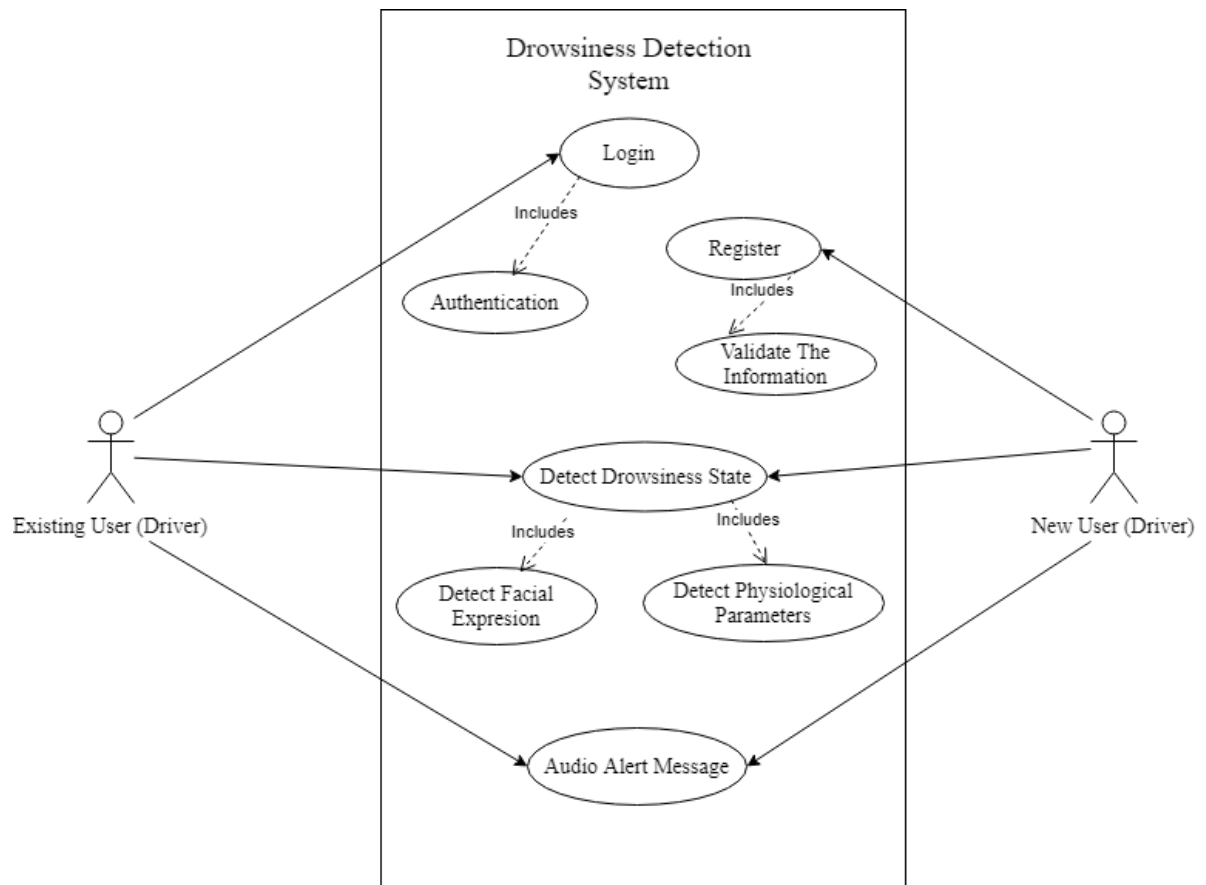 Drowsiness Detection
System
Login
Includes
Register
Includes
Authentication
Validate The
Information
Detect Drowsiness State
Existing User (Driver)
New User (Driver)
Includes
Includes
Detect Facial
Expresion
Detect Physiological
Parameters
Audio Alert Message